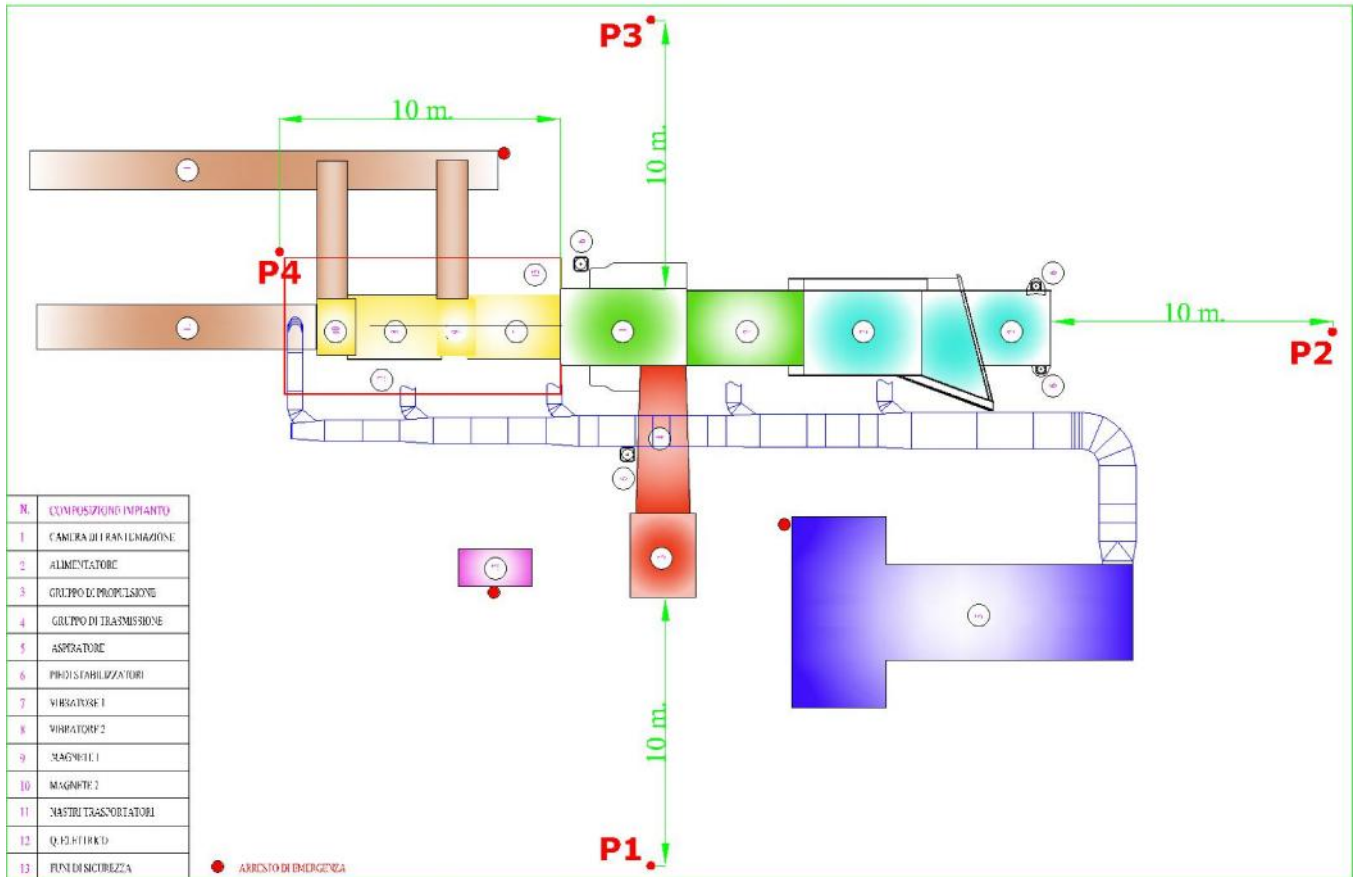 P3
10 m.
10 m.
P4
10 m.
P2
10 m.
P1
N. COMPOSIZIONE IMPIANTO
1 CAMERA DI FRANTUMAZIONE
2 ALIMENTATORE
3 GRUPPO DI PROPULSIONE
4 GRUPPO DI TRASMISSIONE
5 ASPIRATORE
6 PIEDI STABILIZZATORI
7 VIBRATORE 1
8 VIBRATORE 2
9 MAGNETE 1
10 MAGNETE 2
11 NASTRI TRASPORTATORI
12 Q. ELETTRICO
13 FUNI DI SICUREZZA
ARRESTO DI EMERGENZA